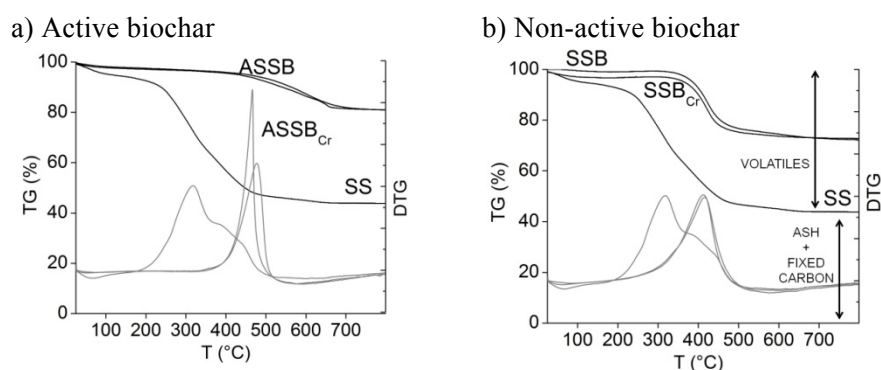 a) Active biochar
100
80
60
40
20
0
TG (%)
ASSB
ASSB_Cr
SS
DTG
100 200 300 400 500 600 700
T (°C)
b) Non-active biochar
100
80
60
40
20
0
TG (%)
SSB
SSB_Cr
VOLATILES
SS
ASH
+
FIXED
CARBON
DTG
100 200 300 400 500 600 700
T (°C)